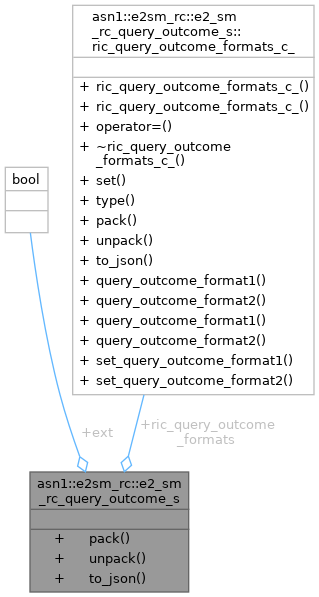 asn1::e2sm_rc::e2_sm
_rc_query_outcome_s::
ric_query_outcome_formats_c_
+ ric_query_outcome_formats_c_()
+ ric_query_outcome_formats_c_()
+ operator=()
+ ~ric_query_outcome
_formats_c_()
+ set()
+ type()
+ pack()
+ unpack()
+ to_json()
+ query_outcome_format1()
+ query_outcome_format2()
+ query_outcome_format1()
+ query_outcome_format2()
+ set_query_outcome_format1()
+ set_query_outcome_format2()
bool
+ext
+ric_query_outcome
_formats
asn1::e2sm_rc::e2_sm
_rc_query_outcome_s
+ pack()
+ unpack()
+ to_json()